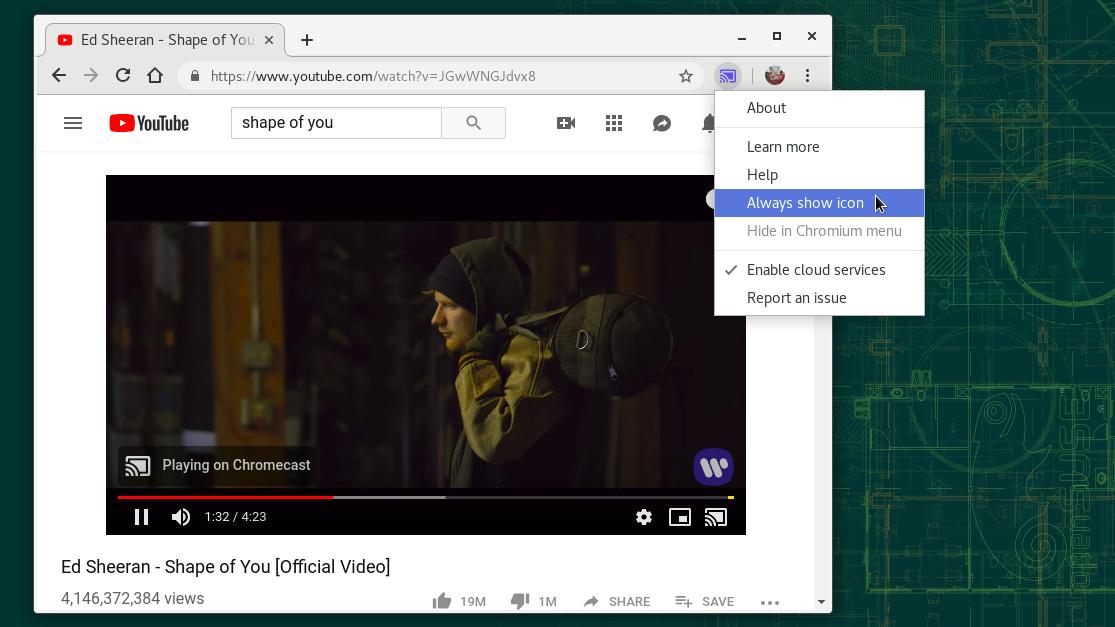 Ed Sheeran - Shape of You
https://www.youtube.com/watch?v=JGwWNGJdvx8
YouTube
shape of you
About
Learn more
Help
Always show icon
Hide in Chromium menu
Enable cloud services
Report an issue
Playing on Chromecast
1:32 / 4:23
Ed Sheeran - Shape of You [Official Video]
4,146,372,384 views
19M
1M
SHARE
SAVE
openSUSE